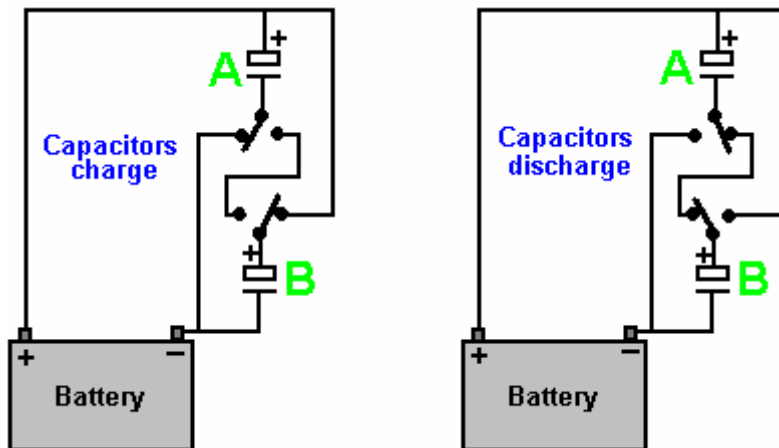 +
A
Capacitors
charge
+
B
+
−
Battery
+
A
Capacitors
discharge
+
B
+
−
Battery